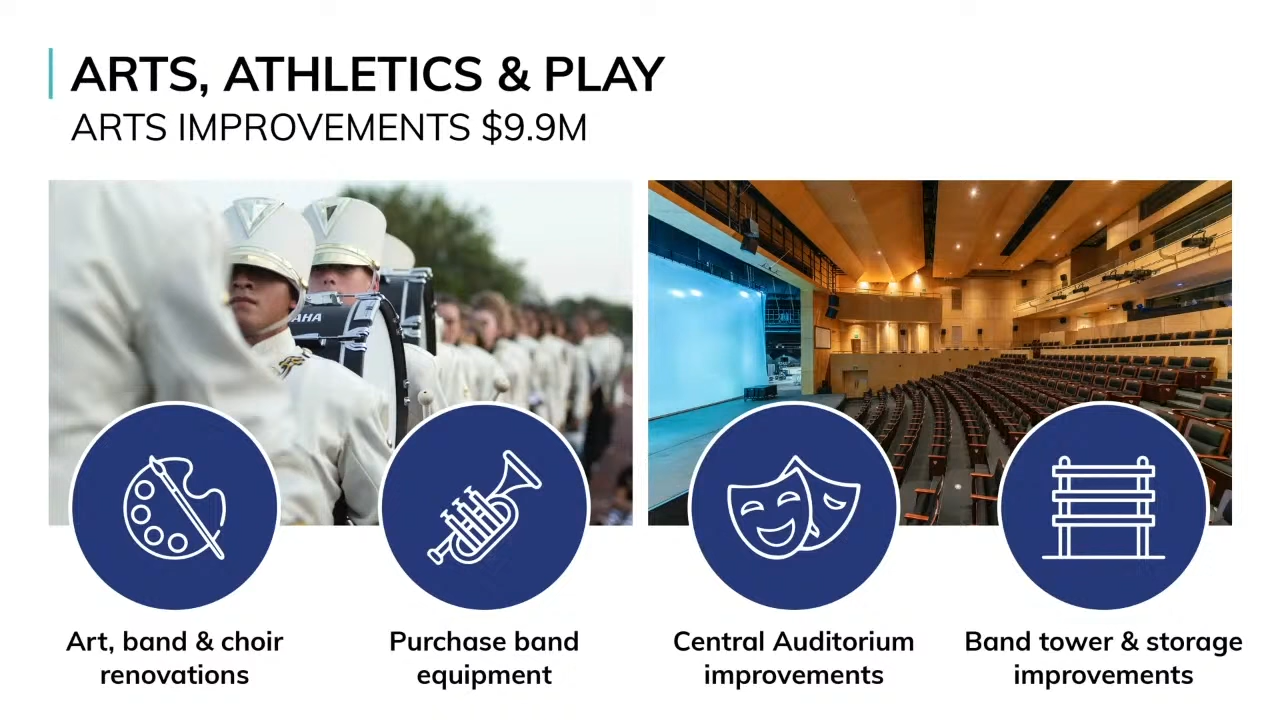 ARTS, ATHLETICS & PLAY
ARTS IMPROVEMENTS $9.9M
AHA
Art, band & choir
renovations
Purchase band
equipment
Central Auditorium
improvements
Band tower & storage
improvements